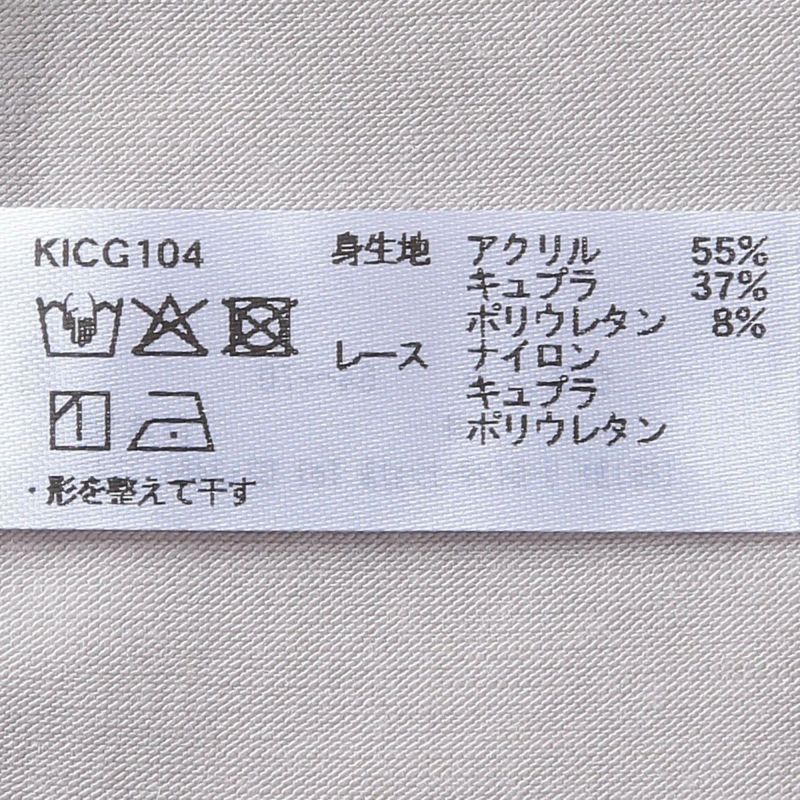 KICG104
身生地 アクリル 55%
キュプラ 37%
ポリウレタン 8%
レース ナイロン
キュプラ
ポリウレタン
・形を整えて干す